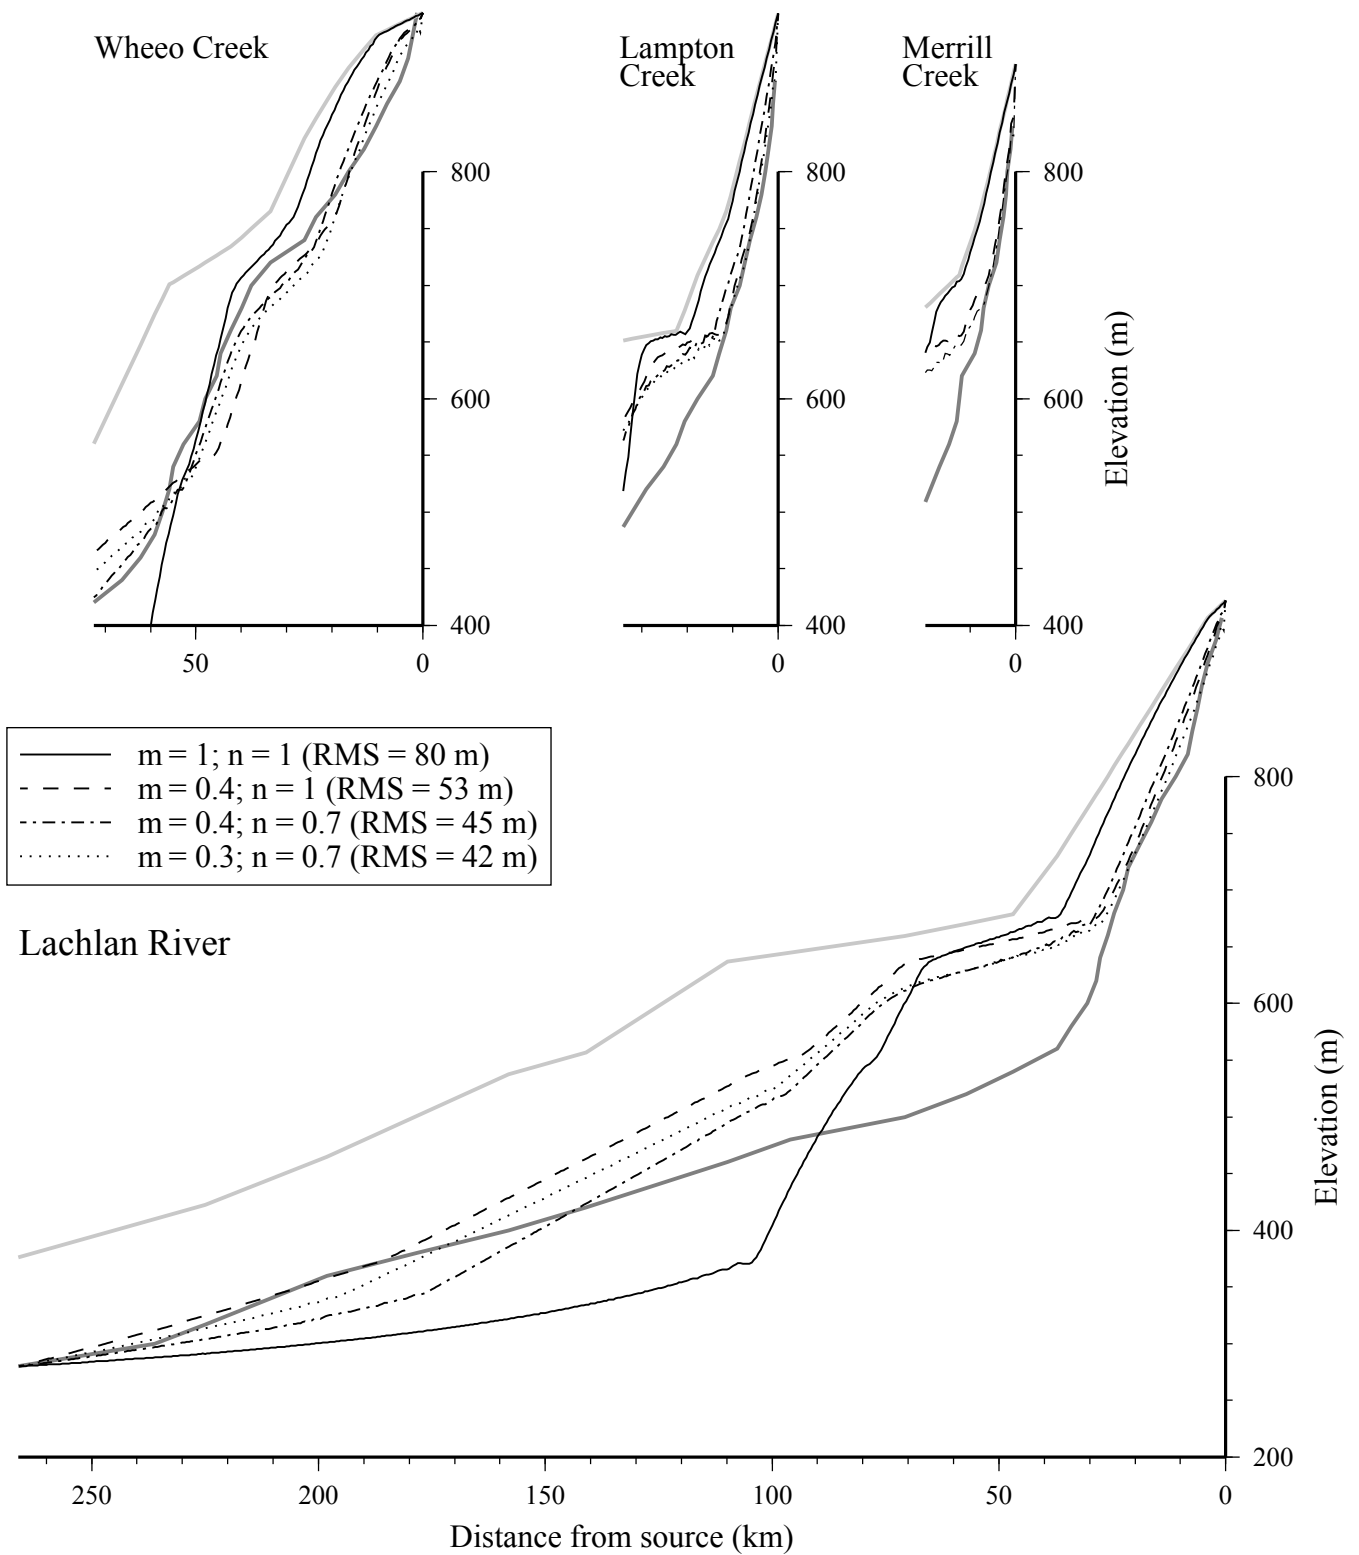 Wheeo Creek
Lampton
Creek
Merrill
Creek
800
600
400
50
0
800
600
400
0
800
600
400
0
Elevation (m)
m = 1; n = 1 (RMS = 80 m)
m = 0.4; n = 1 (RMS = 53 m)
m = 0.4; n = 0.7 (RMS = 45 m)
m = 0.3; n = 0.7 (RMS = 42 m)
Lachlan River
800
600
400
200
Elevation (m)
250
200
150
100
50
0
Distance from source (km)